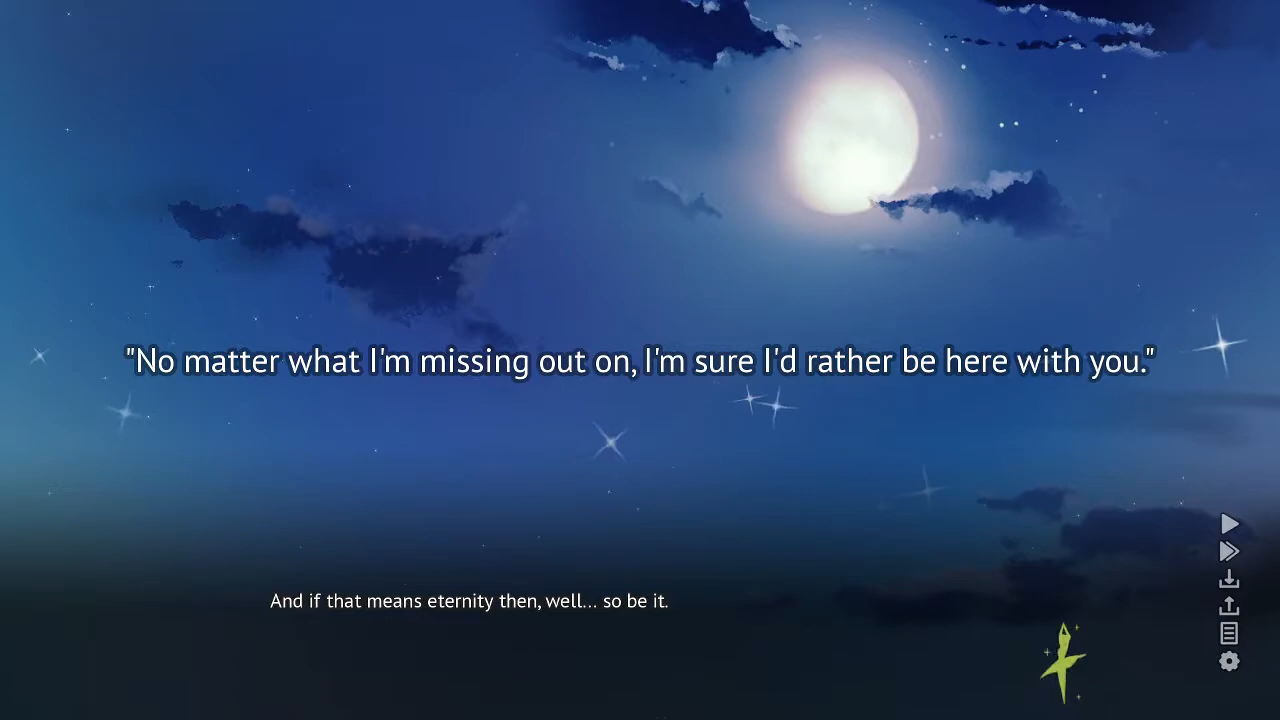 "No matter what I'm missing out on, I'm sure I'd rather be here with you."
And if that means eternity then, well... so be it.